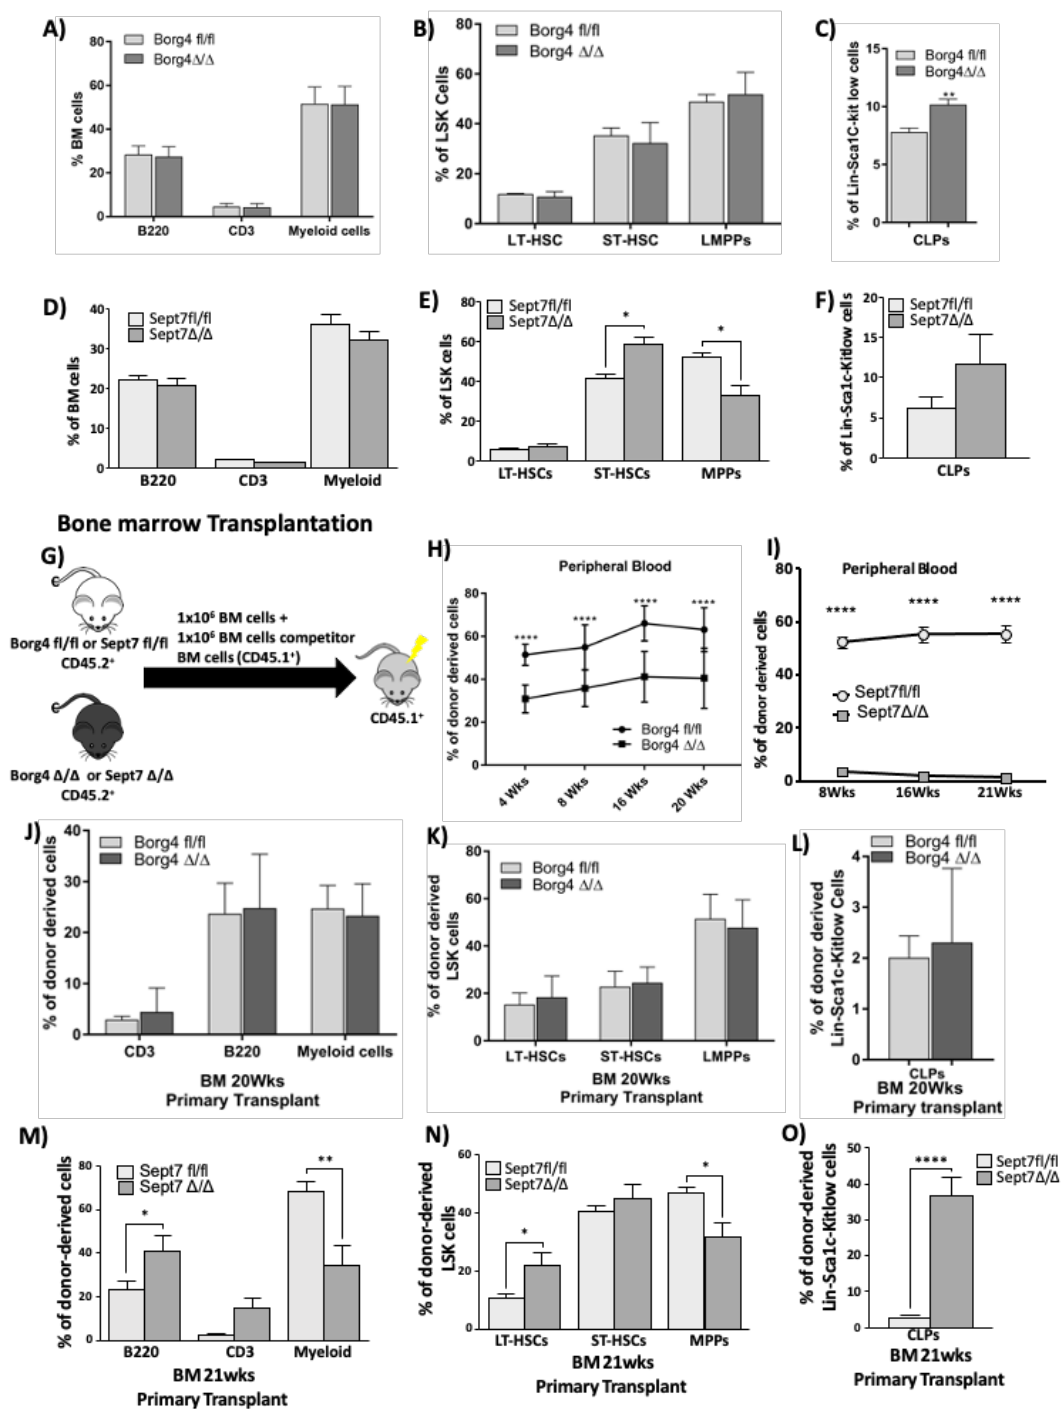 A)
Borg4 fl/fl
Borg4Δ/Δ
% BM cells
80
60
40
20
0
B220
CD3
Myeloid cells
B)
Borg4 fl/fl
Borg4 Δ/Δ
% of LSK Cells
80
60
40
20
0
LT-HSC
ST-HSC
LMPPs
C)
Borg4 fl/fl
Borg4Δ/Δ
% of Lin-Sca1C-kit low cells
15
10
5
0
**
CLPs
D)
Sept7fl/fl
Sept7Δ/Δ
% of BM cells
40
30
20
10
0
B220
CD3
Myeloid
E)
Sept7fl/fl
Sept7Δ/Δ
% of LSK cells
80
60
40
20
0
*
*
LT-HSCs
ST-HSCs
MPPs
F)
Sept7fl/fl
Sept7Δ/Δ
% of Lin-Sca1c-Kitlow cells
20
15
10
5
0
CLPs
Bone marrow Transplantation
G)
Borg4 fl/fl or Sept7 fl/fl
CD45.2⁺
1x10⁶ BM cells +
1x10⁶ BM cells competitor
BM cells (CD45.1⁺)
CD45.1⁺
Borg4 Δ/Δ or Sept7 Δ/Δ
CD45.2⁺
H)
Peripheral Blood
% of donor derived cells
80
60
40
20
0
****
****
****
****
Borg4 fl/fl
Borg4 Δ/Δ
4 Wks
8 Wks
16 Wks
20 Wks
I)
Peripheral Blood
% of donor derived cells
80
60
40
20
0
****
****
****
Sept7fl/fl
Sept7Δ/Δ
8Wks
16Wks
21Wks
J)
Borg4 fl/fl
Borg4 Δ/Δ
% of donor derived cells
40
30
20
10
0
CD3
B220
Myeloid cells
BM 20Wks
Primary Transplant
K)
Borg4 fl/fl
Borg4 Δ/Δ
% of donor derived
LSK cells
80
60
40
20
0
LT-HSCs
ST-HSCs
LMPPs
BM 20Wks
Primary Transplant
L)
Borg4 fl/fl
Borg4 Δ/Δ
% of donor derived
Lin-Sca1c-Kitlow Cells
4
3
2
1
0
CLPs
BM 20Wks
Primary transplant
M)
Sept7 fl/fl
Sept7 Δ/Δ
% of donor-derived cells
80
60
40
20
0
*
**
B220
CD3
Myeloid
BM 21wks
Primary Transplant
N)
Sept7fl/fl
Sept7Δ/Δ
% of donor-derived
LSK cells
60
40
20
0
*
*
LT-HSCs
ST-HSCs
MPPs
BM 21wks
Primary Transplant
O)
Sept7fl/fl
Sept7Δ/Δ
% of donor-derived
Lin-Sca1c-Kitlow cells
50
40
30
20
10
0
****
CLPs
BM 21wks
Primary Transplant